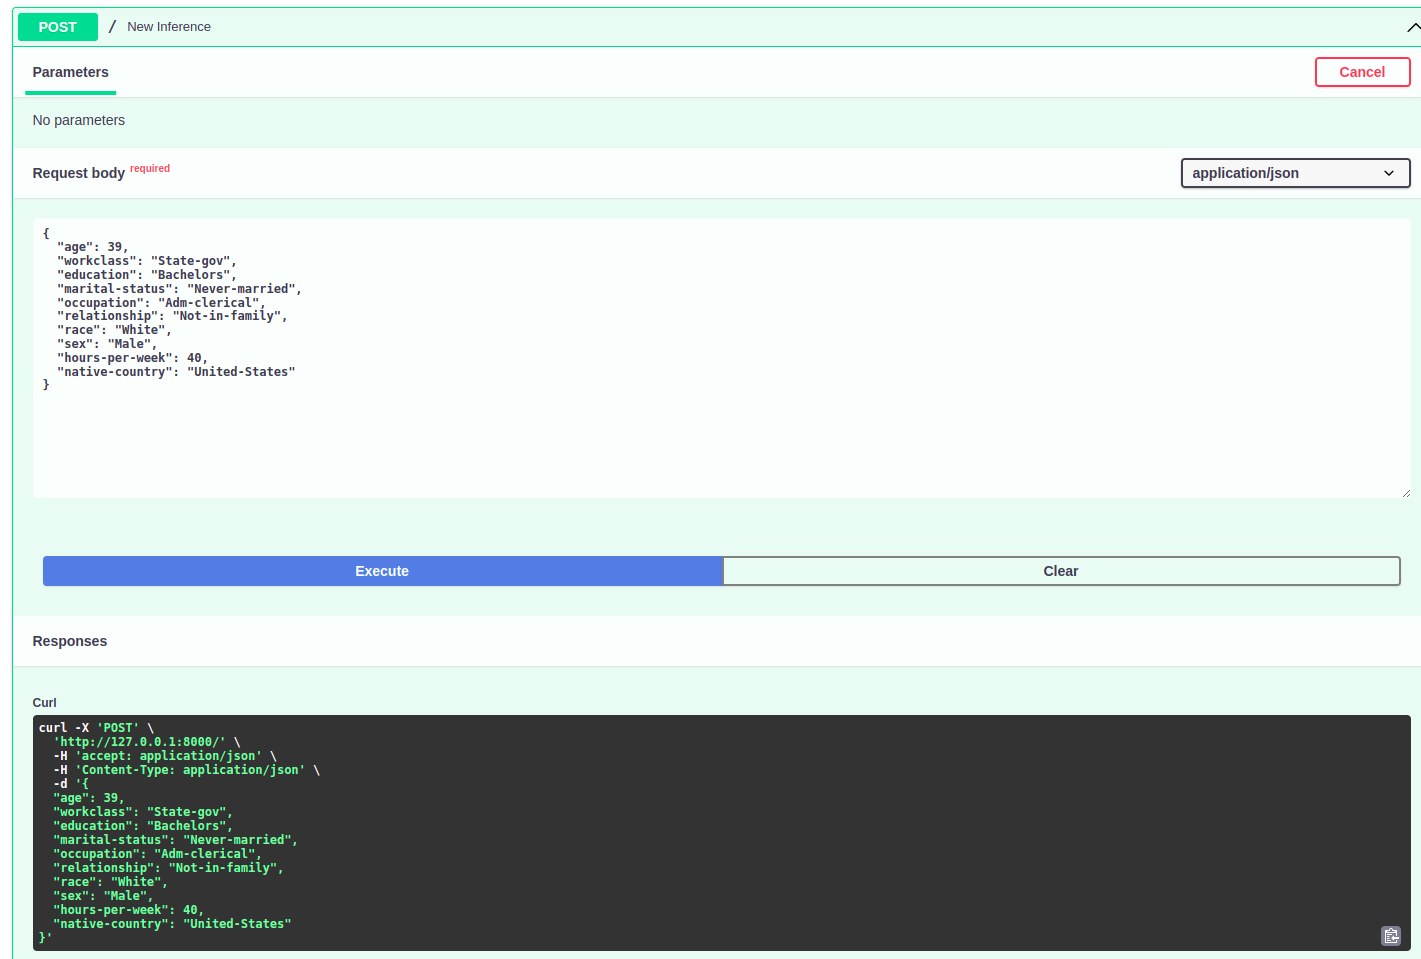 POST / New Inference
Parameters
Cancel
No parameters
Request body required
application/json
{
  "age": 39,
  "workclass": "State-gov",
  "education": "Bachelors",
  "marital-status": "Never-married",
  "occupation": "Adm-clerical",
  "relationship": "Not-in-family",
  "race": "White",
  "sex": "Male",
  "hours-per-week": 40,
  "native-country": "United-States"
}
Execute
Clear
Responses
Curl
curl -X 'POST' \
  'http://127.0.0.1:8000/' \
  -H 'accept: application/json' \
  -H 'Content-Type: application/json' \
  -d '{
  "age": 39,
  "workclass": "State-gov",
  "education": "Bachelors",
  "marital-status": "Never-married",
  "occupation": "Adm-clerical",
  "relationship": "Not-in-family",
  "race": "White",
  "sex": "Male",
  "hours-per-week": 40,
  "native-country": "United-States"
}'